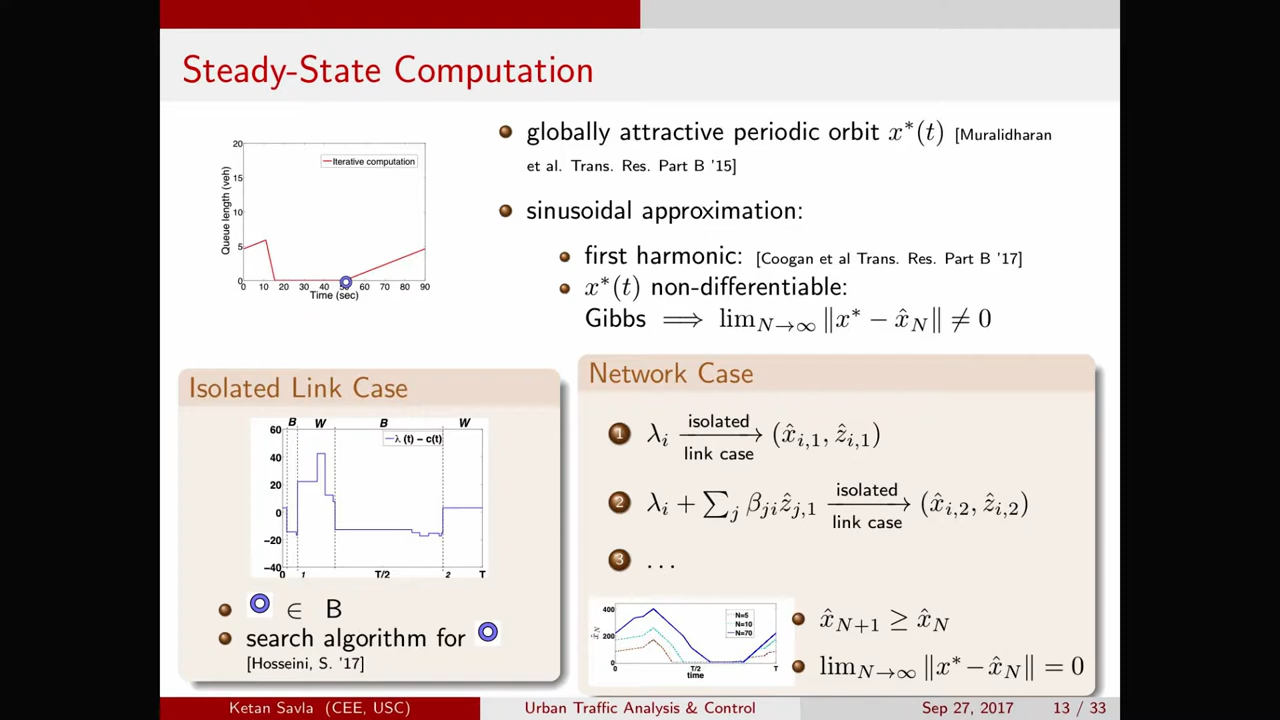 Steady-State Computation
20
15
10
5
0
Queue length (veh)
Iterative computation
0 10 20 30 40 50 60 70 80 90
Time (sec)
globally attractive periodic orbit x*(t) [Muralidharan
et al. Trans. Res. Part B '15]
sinusoidal approximation:
first harmonic: [Coogan et al Trans. Res. Part B '17]
x*(t) non-differentiable:
Gibbs ⟹ lim_{N→∞} ‖x* − x̂_N‖ ≠ 0
Isolated Link Case
B W B W
60
40
20
0
−20
−40
λ (t) − c(t)
0 1 T/2 2 T
∈ B
search algorithm for
[Hosseini, S. '17]
Network Case
1 λ_i isolated link case → (x̂_{i,1}, ẑ_{i,1})
2 λ_i + ∑_j β_{ji} ẑ_{j,1} isolated link case → (x̂_{i,2}, ẑ_{i,2})
3 ...
400
200
0
x̂_N
N=5
N=10
N=70
0 T/2 T
time
x̂_{N+1} ≥ x̂_N
lim_{N→∞} ‖x* − x̂_N‖ = 0
Ketan Savla (CEE, USC) Urban Traffic Analysis & Control Sep 27, 2017 13 / 33